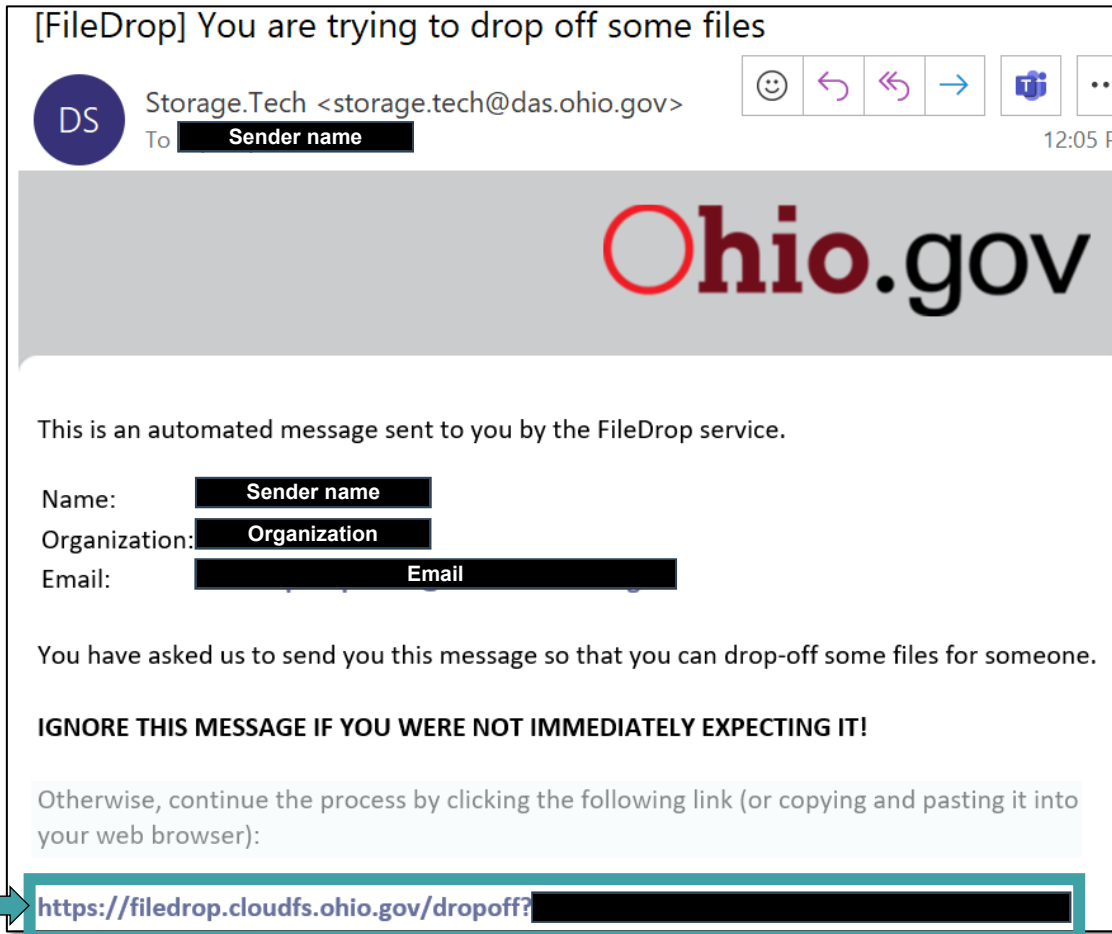 [FileDrop] You are trying to drop off some files
DS
Storage.Tech <storage.tech@das.ohio.gov>
To Sender name
12:05 P
Ohio.gov
This is an automated message sent to you by the FileDrop service.
Name: Sender name
Organization: Organization
Email: Email
You have asked us to send you this message so that you can drop-off some files for someone.
IGNORE THIS MESSAGE IF YOU WERE NOT IMMEDIATELY EXPECTING IT!
Otherwise, continue the process by clicking the following link (or copying and pasting it into
your web browser):
https://filedrop.cloudfs.ohio.gov/dropoff?